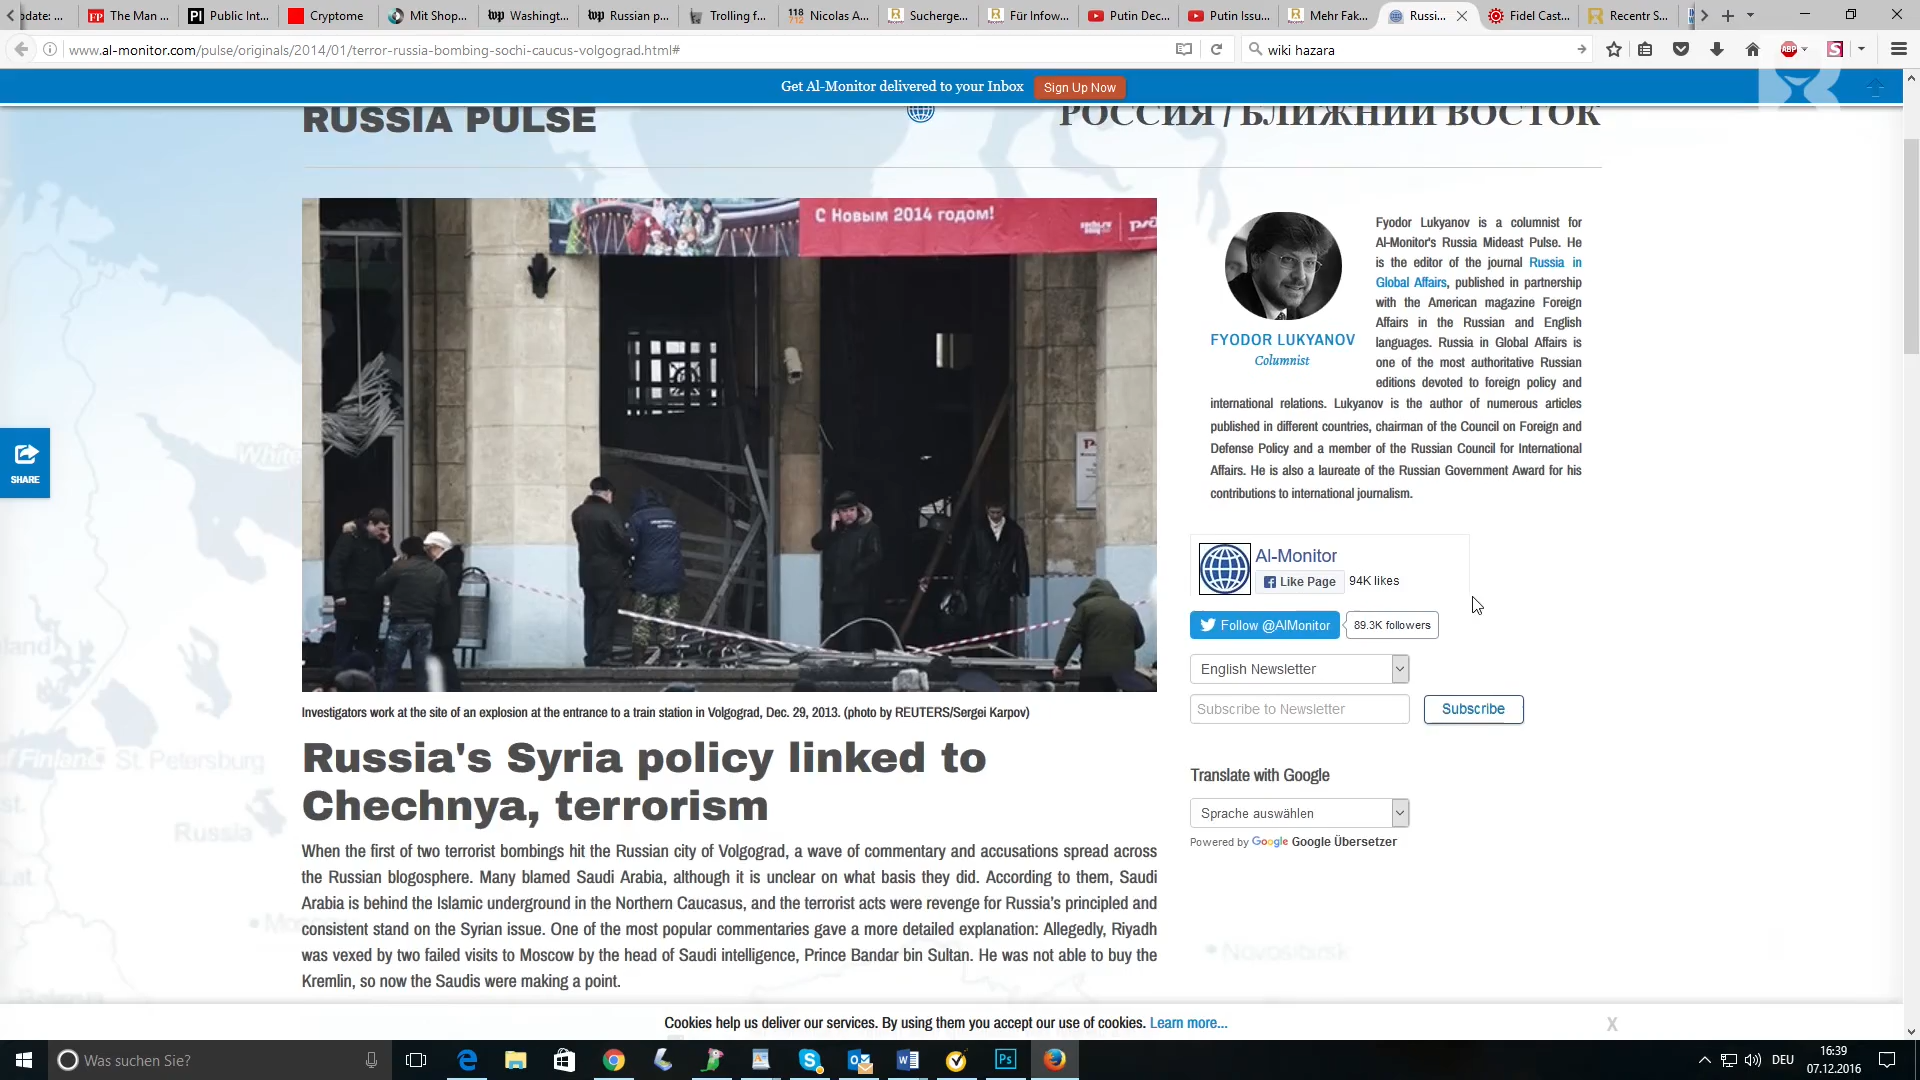 pdate: ...
The Man ...
Public Int...
Cryptome
Mit Shop...
Washingt...
Russian p...
Trolling f...
Nicolas A...
Sucherge...
Für Infow...
Putin Dec...
Putin Issu...
Mehr Fak...
Russi...
Fidel Cast...
Recentr S...
www.al-monitor.com/pulse/originals/2014/01/terror-russia-bombing-sochi-caucus-volgograd.html#
wiki hazara
ABP
Get Al-Monitor delivered to your Inbox
Sign Up Now
RUSSIA PULSE
РОССИЯ / БЛИЖНИЙ ВОСТОК
С Новым 2014 годом!
Fyodor Lukyanov is a columnist for
Al-Monitor's Russia Mideast Pulse. He
is the editor of the journal Russia in
Global Affairs, published in partnership
with the American magazine Foreign
Affairs in the Russian and English
languages. Russia in Global Affairs is
one of the most authoritative Russian
editions devoted to foreign policy and
international relations. Lukyanov is the author of numerous articles
published in different countries, chairman of the Council on Foreign and
Defense Policy and a member of the Russian Council for International
Affairs. He is also a laureate of the Russian Government Award for his
contributions to international journalism.
FYODOR LUKYANOV
Columnist
SHARE
Al-Monitor
Like Page
94K likes
Follow @AlMonitor
89.3K followers
English Newsletter
Subscribe to Newsletter
Subscribe
Translate with Google
Sprache auswählen
Powered by Google Google Übersetzer
Investigators work at the site of an explosion at the entrance to a train station in Volgograd, Dec. 29, 2013. (photo by REUTERS/Sergei Karpov)
Russia's Syria policy linked to
Chechnya, terrorism
When the first of two terrorist bombings hit the Russian city of Volgograd, a wave of commentary and accusations spread across
the Russian blogosphere. Many blamed Saudi Arabia, although it is unclear on what basis they did. According to them, Saudi
Arabia is behind the Islamic underground in the Northern Caucasus, and the terrorist acts were revenge for Russia's principled and
consistent stand on the Syrian issue. One of the most popular commentaries gave a more detailed explanation: Allegedly, Riyadh
was vexed by two failed visits to Moscow by the head of Saudi intelligence, Prince Bandar bin Sultan. He was not able to buy the
Kremlin, so now the Saudis were making a point.
White
of Finland
St. Petersburg
Russia
Novosibirsk
Cookies help us deliver our services. By using them you accept our use of cookies. Learn more...
X
Was suchen Sie?
DEU
16:39
07.12.2016